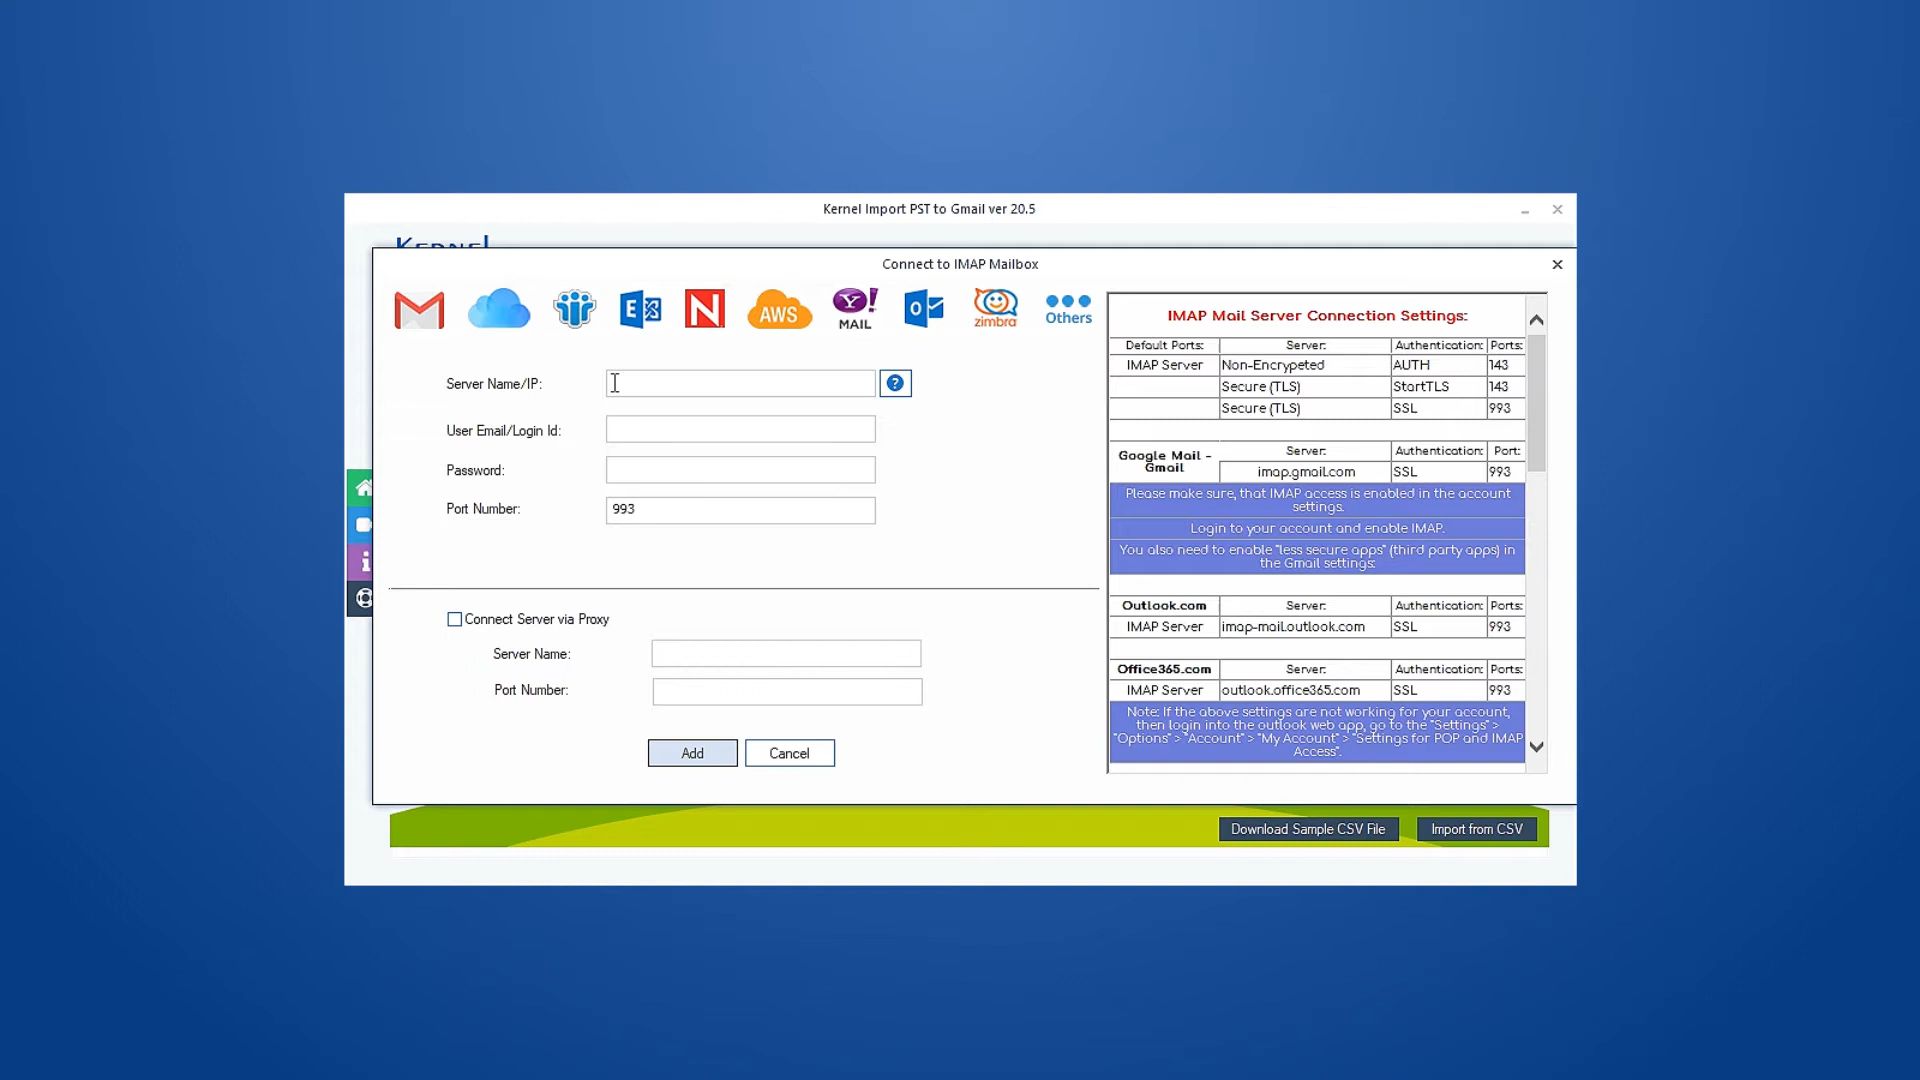 Kernel Import PST to Gmail ver 20.5
KERNEL
Connect to IMAP Mailbox
E
N
AWS
Y!
MAIL
O
zimbra
Others
Server Name/IP:
?
User Email/Login Id:
Password:
Port Number:
993
Connect Server via Proxy
Server Name:
Port Number:
Add
Cancel
IMAP Mail Server Connection Settings:
Default Ports: Server: Authentication: Ports:
IMAP Server Non-Encrypeted AUTH 143
Secure (TLS) StartTLS 143
Secure (TLS) SSL 993
Google Mail - Gmail Server: Authentication: Port:
imap.gmail.com SSL 993
Please make sure, that IMAP access is enabled in the account
settings.
Login to your account and enable IMAP.
You also need to enable "less secure apps" (third party apps) in
the Gmail settings:
Outlook.com Server: Authentication: Ports:
IMAP Server imap-mail.outlook.com SSL 993
Office365.com Server: Authentication: Ports:
IMAP Server outlook.office365.com SSL 993
Note: If the above settings are not working for your account,
then login into the outlook web app, go to the "Settings" >
"Options" > "Account" > "My Account" > "Settings for POP and IMAP
Access".
Download Sample CSV File
Import from CSV